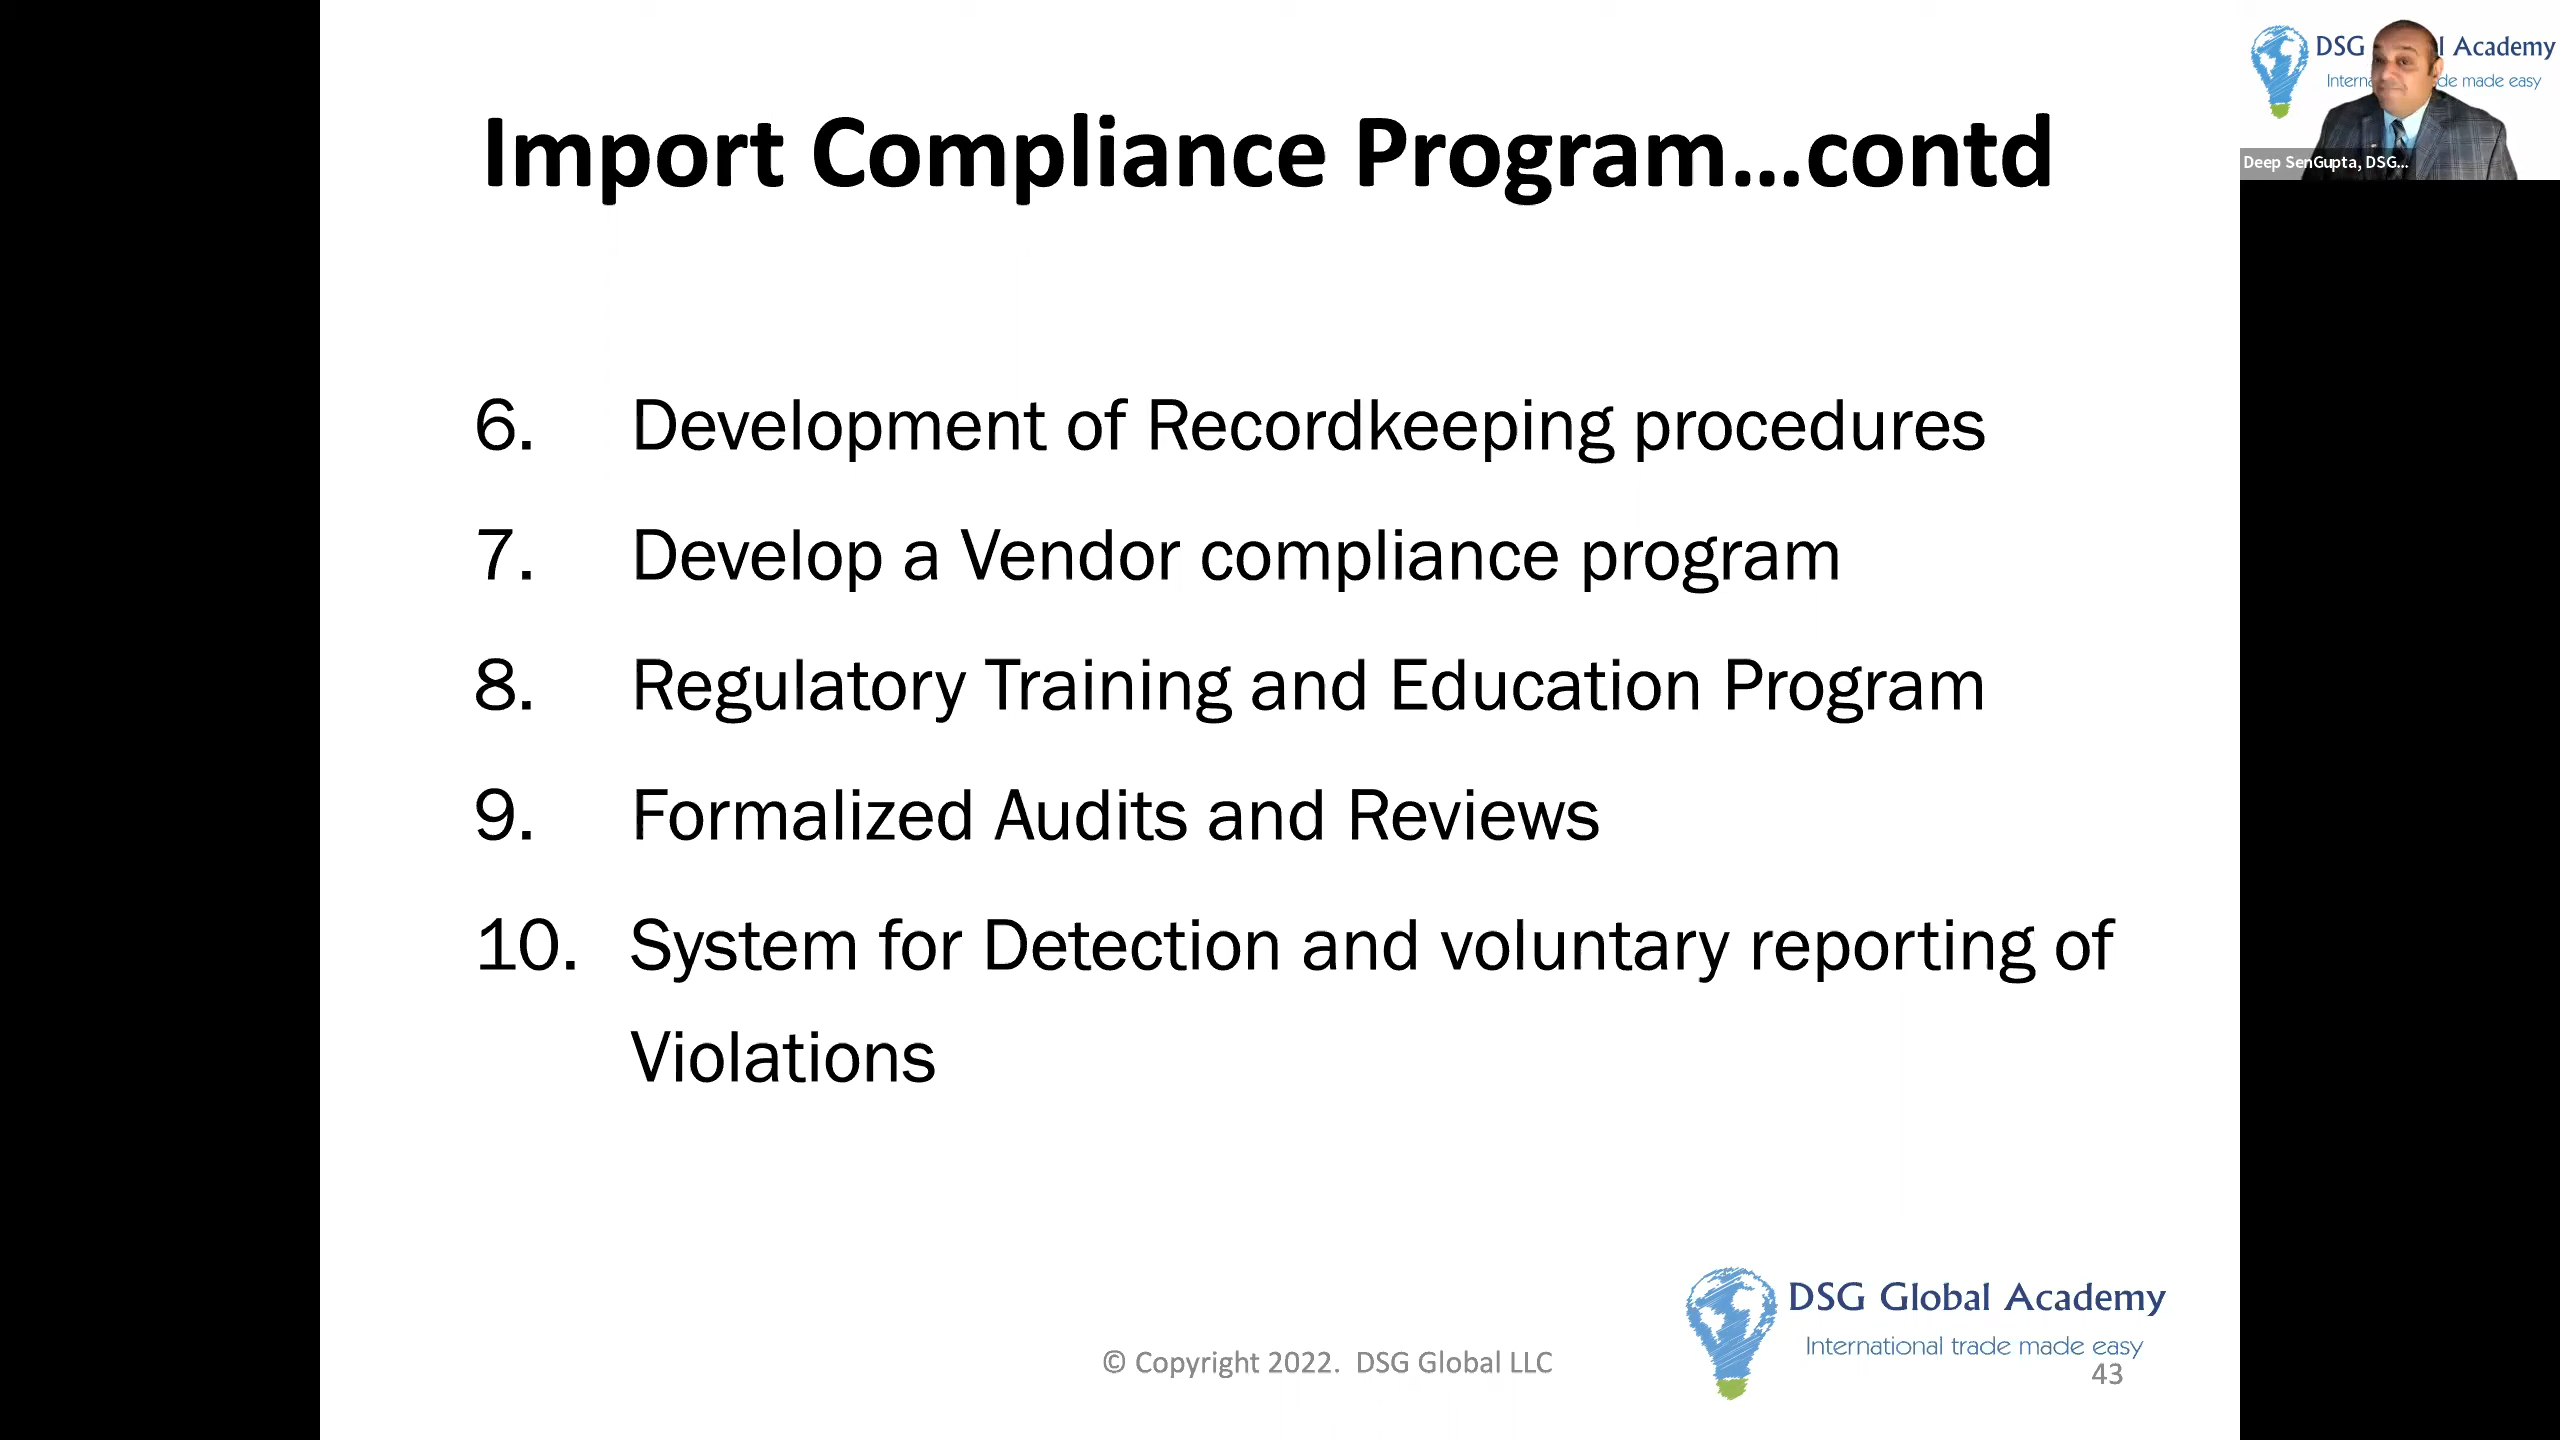 DSG l Academy
Interna de made easy
Deep SenGupta, DSG...
Import Compliance Program...contd
6. Development of Recordkeeping procedures
7. Develop a Vendor compliance program
8. Regulatory Training and Education Program
9. Formalized Audits and Reviews
10. System for Detection and voluntary reporting of
Violations
DSG Global Academy
International trade made easy
© Copyright 2022. DSG Global LLC
43